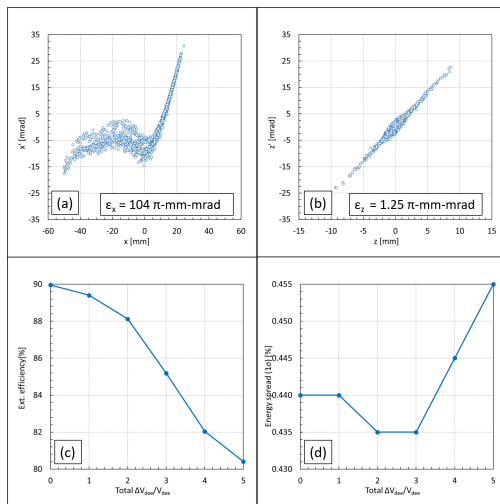 35
25
15
5
-5
-15
-25
-35
x' [mrad]
(a)
εx = 104 π-mm-mrad
-60 -40 -20 0 20 40 60
x [mm]
35
25
15
5
-5
-15
-25
-35
z' [mrad]
(b)
εz = 1.25 π-mm-mrad
-15 -10 -5 0 5 10 15
z [mm]
90
88
86
84
82
80
Ext. efficiency[%]
(c)
0 1 2 3 4 5
Total ΔVdee/Vdee
0.455
0.450
0.445
0.440
0.435
0.430
Energy spread (1σ) [%]
(d)
0 1 2 3 4 5
Total ΔVdee/Vdee